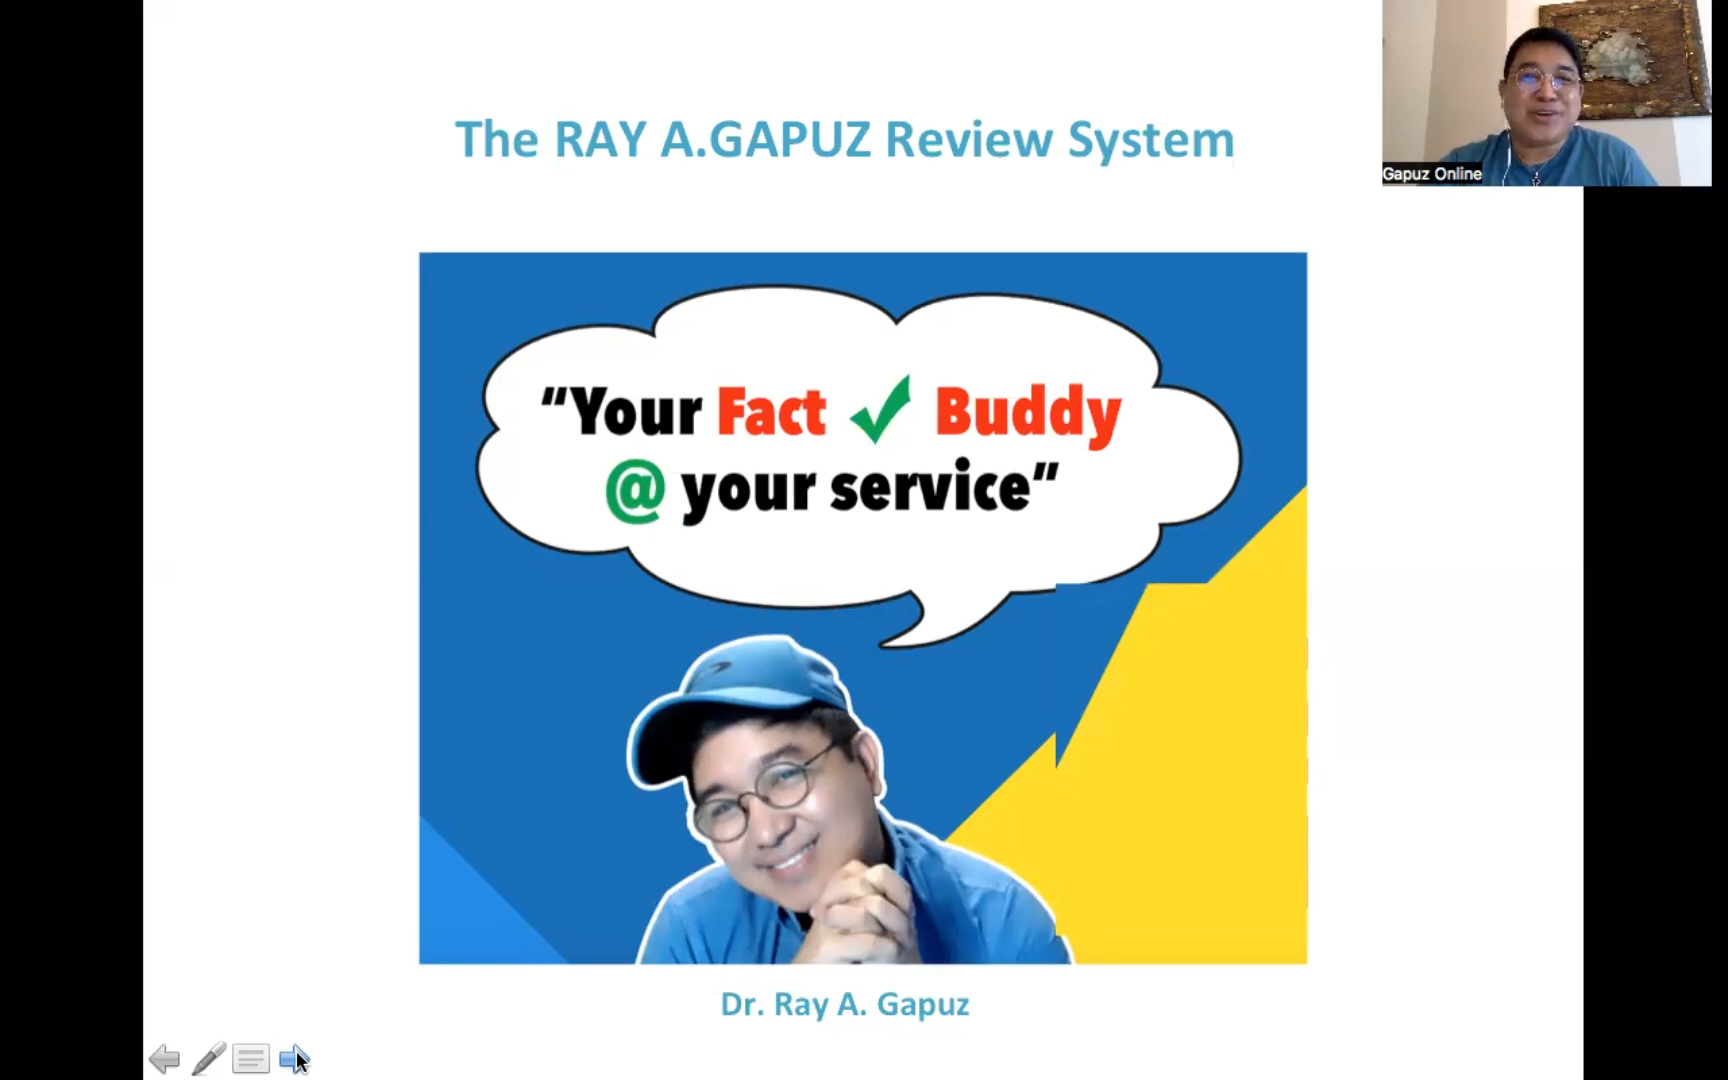 The RAY A.GAPUZ Review System
Gapuz Online
“Your Fact ✓ Buddy
@ your service”
Dr. Ray A. Gapuz